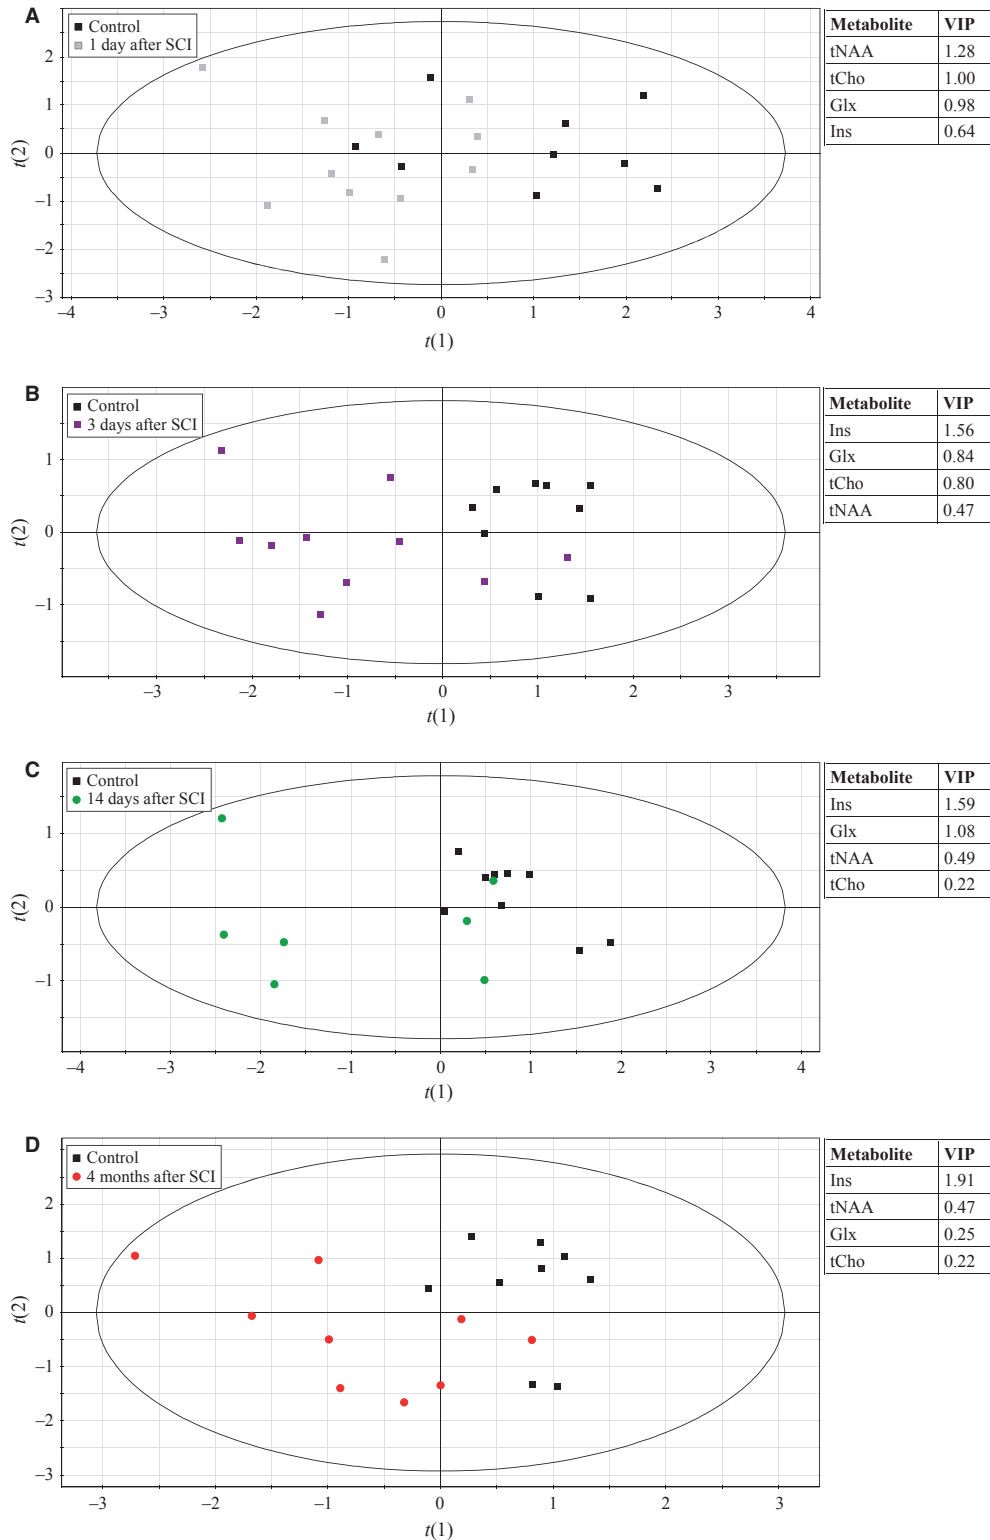 A
Control
1 day after SCI
2
1
0
−1
−2
−3
t(2)
−4 −3 −2 −1 0 1 2 3 4
t(1)
Metabolite VIP
tNAA 1.28
tCho 1.00
Glx 0.98
Ins 0.64
B
Control
3 days after SCI
1
0
−1
t(2)
−3 −2 −1 0 1 2 3
t(1)
Metabolite VIP
Ins 1.56
Glx 0.84
tCho 0.80
tNAA 0.47
C
Control
14 days after SCI
1
0
−1
t(2)
−4 −3 −2 −1 0 1 2 3 4
t(1)
Metabolite VIP
Ins 1.59
Glx 1.08
tNAA 0.49
tCho 0.22
D
Control
4 months after SCI
2
1
0
−1
−2
−3
t(2)
−3 −2 −1 0 1 2 3
t(1)
Metabolite VIP
Ins 1.91
tNAA 0.47
Glx 0.25
tCho 0.22